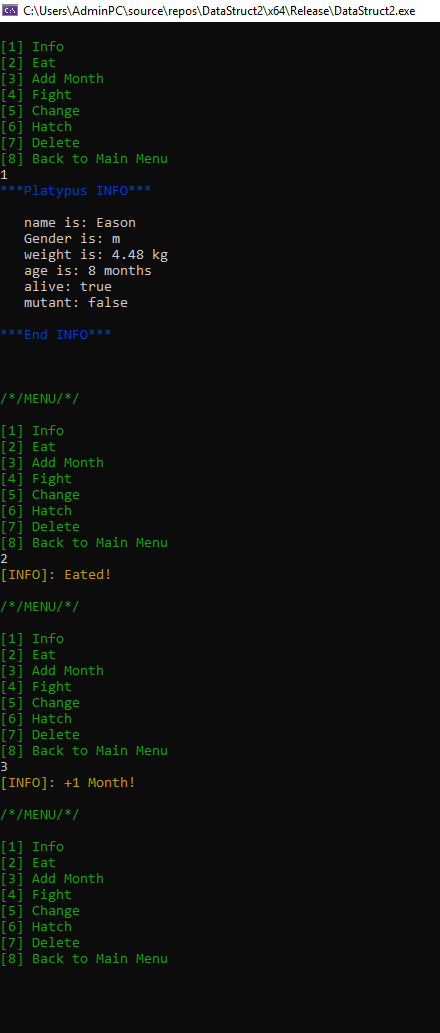 C:\Users\AdminPC\source\repos\DataStruct2\x64\Release\DataStruct2.exe
[1] Info
[2] Eat
[3] Add Month
[4] Fight
[5] Change
[6] Hatch
[7] Delete
[8] Back to Main Menu
1
***Platypus INFO***
name is: Eason
Gender is: m
weight is: 4.48 kg
age is: 8 months
alive: true
mutant: false
***End INFO***
/*/MENU/*/
[1] Info
[2] Eat
[3] Add Month
[4] Fight
[5] Change
[6] Hatch
[7] Delete
[8] Back to Main Menu
2
[INFO]: Eated!
/*/MENU/*/
[1] Info
[2] Eat
[3] Add Month
[4] Fight
[5] Change
[6] Hatch
[7] Delete
[8] Back to Main Menu
3
[INFO]: +1 Month!
/*/MENU/*/
[1] Info
[2] Eat
[3] Add Month
[4] Fight
[5] Change
[6] Hatch
[7] Delete
[8] Back to Main Menu